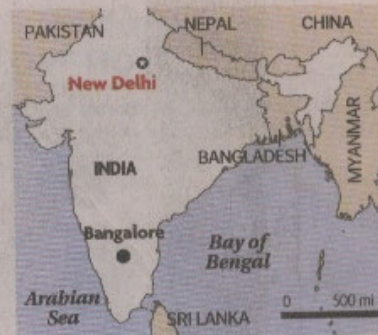 PAKISTAN
NEPAL
CHINA
New Delhi
INDIA
BANGLADESH
MYANMAR
Bangalore
Bay of
Bengal
Arabian
Sea
SRI LANKA
0 500 mi